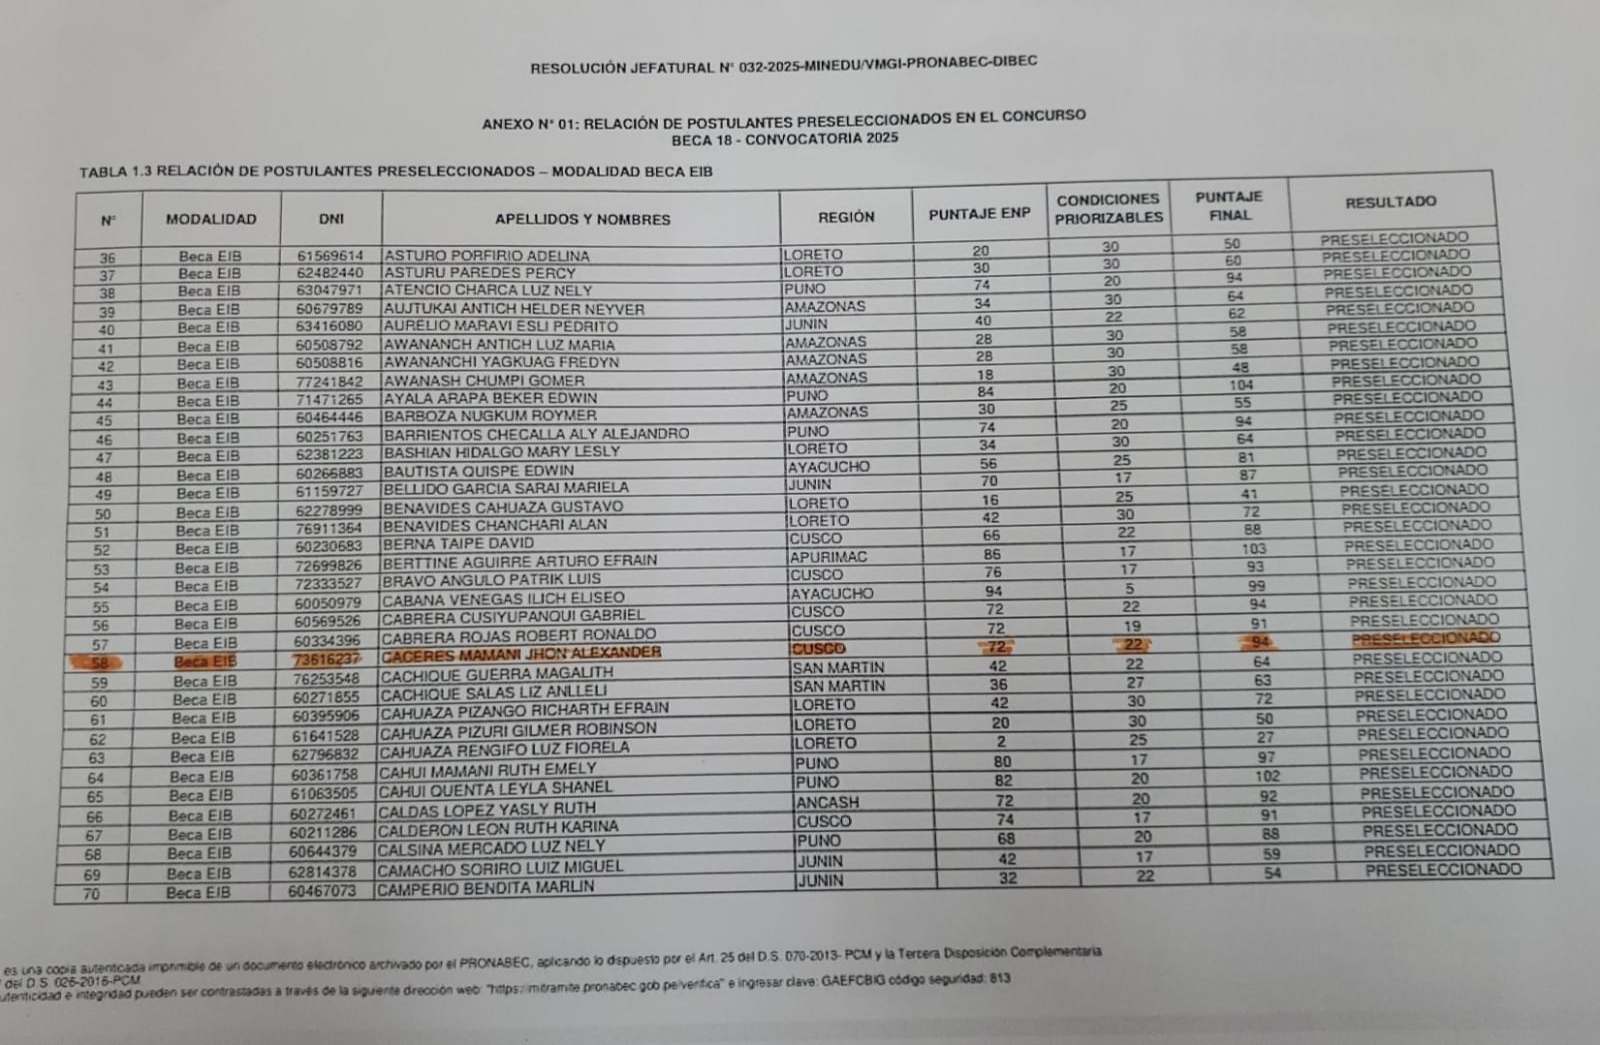 RESOLUCIÓN JEFATURAL N° 032-2025-MINEDU/VMGI-PRONABEC-DIBEC
ANEXO N° 01: RELACIÓN DE POSTULANTES PRESELECCIONADOS EN EL CONCURSO
BECA 18 - CONVOCATORIA 2025
TABLA 1.3 RELACIÓN DE POSTULANTES PRESELECCIONADOS – MODALIDAD BECA EIB
N° MODALIDAD DNI APELLIDOS Y NOMBRES REGIÓN PUNTAJE ENP CONDICIONES PRIORIZABLES PUNTAJE FINAL RESULTADO
36 Beca EIB 61569614 ASTURO PORFIRIO ADELINA LORETO 20 30 50 PRESELECCIONADO
37 Beca EIB 62482440 ASTURU PAREDES PERCY LORETO 30 30 60 PRESELECCIONADO
38 Beca EIB 63047971 ATENCIO CHARCA LUZ NELY PUNO 74 20 94 PRESELECCIONADO
39 Beca EIB 60679789 AUJTUKAI ANTICH HELDER NEYVER AMAZONAS 34 30 64 PRESELECCIONADO
40 Beca EIB 63416080 AURELIO MARAVI ESLI PEDRITO JUNIN 40 22 62 PRESELECCIONADO
41 Beca EIB 60508792 AWANANCH ANTICH LUZ MARIA AMAZONAS 28 30 58 PRESELECCIONADO
42 Beca EIB 60508816 AWANANCHI YAGKUAG FREDYN AMAZONAS 28 30 58 PRESELECCIONADO
43 Beca EIB 77241842 AWANASH CHUMPI GOMER AMAZONAS 18 30 48 PRESELECCIONADO
44 Beca EIB 71471265 AYALA ARAPA BEKER EDWIN PUNO 84 20 104 PRESELECCIONADO
45 Beca EIB 60464446 BARBOZA NUGKUM ROYMER AMAZONAS 30 25 55 PRESELECCIONADO
46 Beca EIB 60251763 BARRIENTOS CHECALLA ALY ALEJANDRO PUNO 74 20 94 PRESELECCIONADO
47 Beca EIB 62381223 BASHIAN HIDALGO MARY LESLY LORETO 34 30 64 PRESELECCIONADO
48 Beca EIB 60266883 BAUTISTA QUISPE EDWIN AYACUCHO 56 25 81 PRESELECCIONADO
49 Beca EIB 61159727 BELLIDO GARCIA SARAI MARIELA JUNIN 70 17 87 PRESELECCIONADO
50 Beca EIB 62278999 BENAVIDES CAHUAZA GUSTAVO LORETO 16 25 41 PRESELECCIONADO
51 Beca EIB 76911364 BENAVIDES CHANCHARI ALAN LORETO 42 30 72 PRESELECCIONADO
52 Beca EIB 60230683 BERNA TAIPE DAVID CUSCO 66 22 88 PRESELECCIONADO
53 Beca EIB 72699826 BERTTINE AGUIRRE ARTURO EFRAIN APURIMAC 86 17 103 PRESELECCIONADO
54 Beca EIB 72333527 BRAVO ANGULO PATRIK LUIS CUSCO 76 17 93 PRESELECCIONADO
55 Beca EIB 60050979 CABANA VENEGAS ILICH ELISEO AYACUCHO 94 5 99 PRESELECCIONADO
56 Beca EIB 60569526 CABRERA CUSIYUPANQUI GABRIEL CUSCO 72 22 94 PRESELECCIONADO
57 Beca EIB 60334396 CABRERA ROJAS ROBERT RONALDO CUSCO 72 19 91 PRESELECCIONADO
58 Beca EIB 73616237 CACERES MAMANI JHON ALEXANDER CUSCO 72 22 94 PRESELECCIONADO
59 Beca EIB 76253548 CACHIQUE GUERRA MAGALITH SAN MARTIN 42 22 64 PRESELECCIONADO
60 Beca EIB 60271855 CACHIQUE SALAS LIZ ANLLELI SAN MARTIN 36 27 63 PRESELECCIONADO
61 Beca EIB 60395906 CAHUAZA PIZANGO RICHARTH EFRAIN LORETO 42 30 72 PRESELECCIONADO
62 Beca EIB 61641528 CAHUAZA PIZURI GILMER ROBINSON LORETO 20 30 50 PRESELECCIONADO
63 Beca EIB 62796832 CAHUAZA RENGIFO LUZ FIORELA LORETO 2 25 27 PRESELECCIONADO
64 Beca EIB 60361758 CAHUI MAMANI RUTH EMELY PUNO 80 17 97 PRESELECCIONADO
65 Beca EIB 61063505 CAHUI QUENTA LEYLA SHANEL PUNO 82 20 102 PRESELECCIONADO
66 Beca EIB 60272461 CALDAS LOPEZ YASLY RUTH ANCASH 72 20 92 PRESELECCIONADO
67 Beca EIB 60211286 CALDERON LEON RUTH KARINA CUSCO 74 17 91 PRESELECCIONADO
68 Beca EIB 60644379 CALSINA MERCADO LUZ NELY PUNO 68 20 88 PRESELECCIONADO
69 Beca EIB 62814378 CAMACHO SORIRO LUIZ MIGUEL JUNIN 42 17 59 PRESELECCIONADO
70 Beca EIB 60467073 CAMPERIO BENDITA MARLIN JUNIN 32 22 54 PRESELECCIONADO
es una copia autenticada imprimible de un documento electrónico archivado por el PRONABEC, aplicando lo dispuesto por el Art. 25 del D.S. 070-2013- PCM y la Tercera Disposición Complementaria
del D.S. 026-2016-PCM.
e integridad pueden ser contrastadas a través de la siguiente dirección web: "https://mitramite.pronabec.gob.pe/verifica" e ingresar clave: GAEFCBIG código seguridad: 813